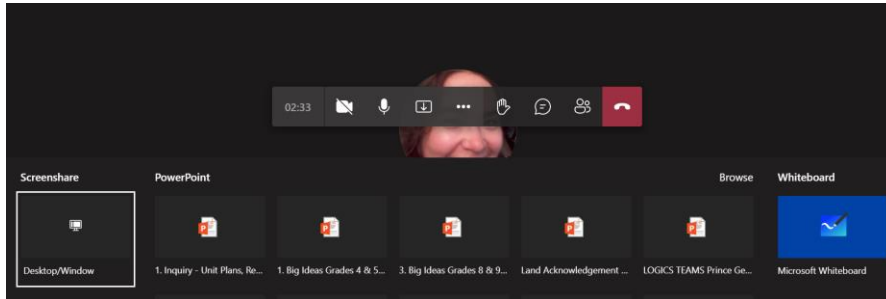 02:33
Screenshare PowerPoint Browse Whiteboard
Desktop/Window 1. Inquiry - Unit Plans, Re... 1. Big Ideas Grades 4 & 5... 3. Big Ideas Grades 8 & 9... Land Acknowledgement ... LOGICS TEAMS Prince Ge... Microsoft Whiteboard